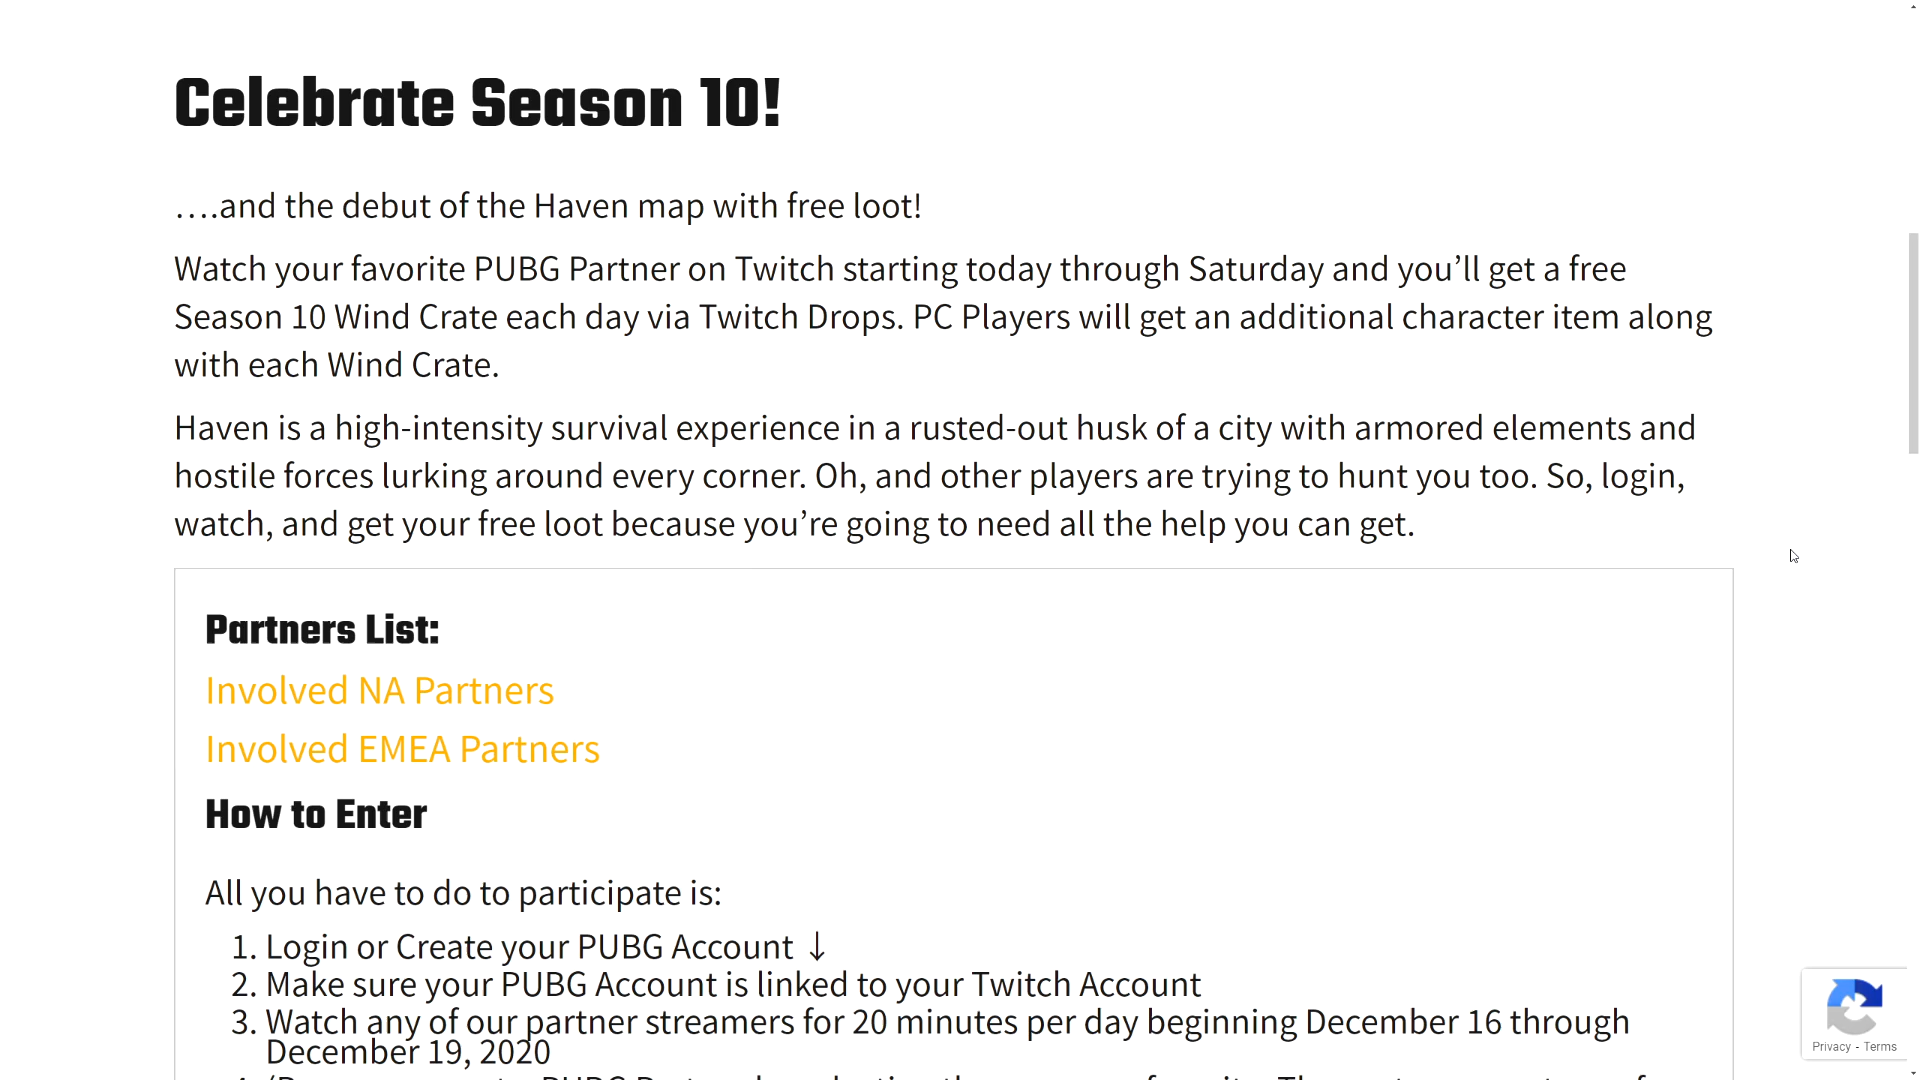 Celebrate Season 10!
….and the debut of the Haven map with free loot!
Watch your favorite PUBG Partner on Twitch starting today through Saturday and you’ll get a free
Season 10 Wind Crate each day via Twitch Drops. PC Players will get an additional character item along
with each Wind Crate.
Haven is a high-intensity survival experience in a rusted-out husk of a city with armored elements and
hostile forces lurking around every corner. Oh, and other players are trying to hunt you too. So, login,
watch, and get your free loot because you’re going to need all the help you can get.
Partners List:
Involved NA Partners
Involved EMEA Partners
How to Enter
All you have to do to participate is:
1. Login or Create your PUBG Account ↓
2. Make sure your PUBG Account is linked to your Twitch Account
3. Watch any of our partner streamers for 20 minutes per day beginning December 16 through
December 19, 2020
Privacy - Terms